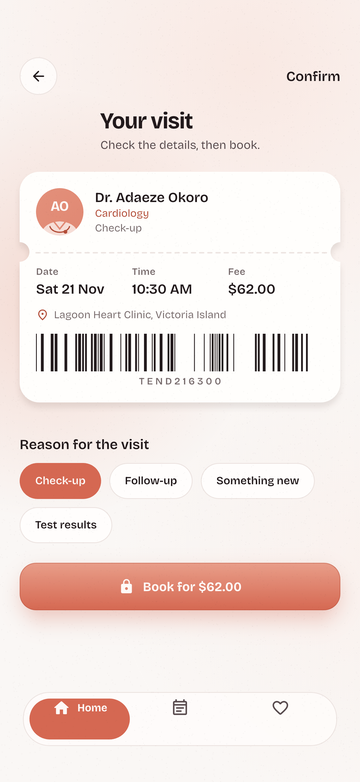 Confirm
Your visit
Check the details, then book.
AO
Dr. Adaeze Okoro
Cardiology
Check-up
Date Time Fee
Sat 21 Nov 10:30 AM $62.00
Lagoon Heart Clinic, Victoria Island
TEND216300
Reason for the visit
Check-up Follow-up Something new
Test results
Book for $62.00
Home